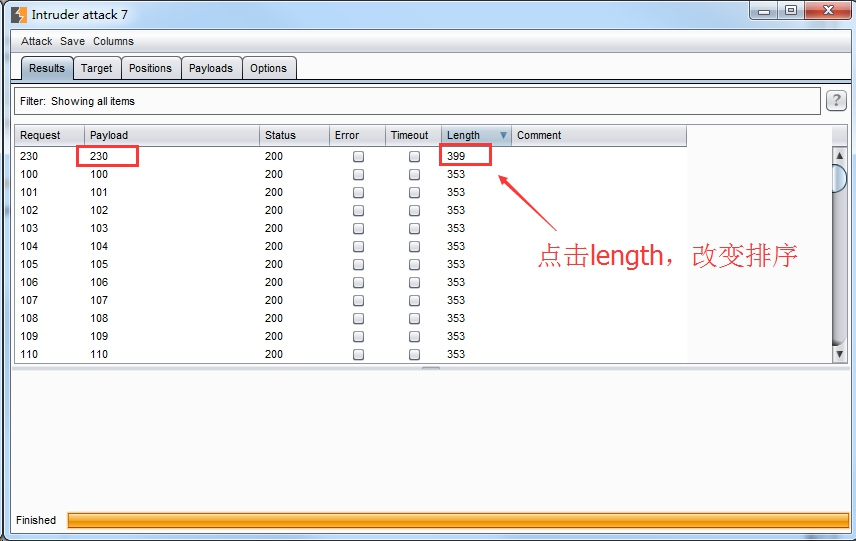 Intruder attack 7
Attack Save Columns
Results Target Positions Payloads Options
Filter: Showing all items ?
Request Payload Status Error Timeout Length Comment
230 230 200 399
100 100 200 353
101 101 200 353
102 102 200 353
103 103 200 353
104 104 200 353
105 105 200 353
106 106 200 353
107 107 200 353
108 108 200 353
109 109 200 353
110 110 200 353
点击length，改变排序
Finished